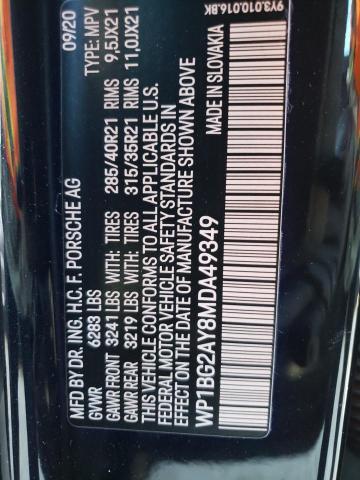 9Y3.010.016.BK
09/20 TYPE: MPV
MFD BY DR. ING. H.C. F. PORSCHE AG
GVWR 6283 LBS
GAWR FRONT 3241 LBS WITH: TIRES 285/40R21 RIMS 9,5JX21
GAWR REAR 3219 LBS WITH: TIRES 315/35R21 RIMS 11,0JX21
THIS VEHICLE CONFORMS TO ALL APPLICABLE U.S.
FEDERAL MOTOR VEHICLE SAFETY STANDARDS IN
EFFECT ON THE DATE OF MANUFACTURE SHOWN ABOVE
WP1BG2AY8MDA49349 MADE IN SLOVAKIA